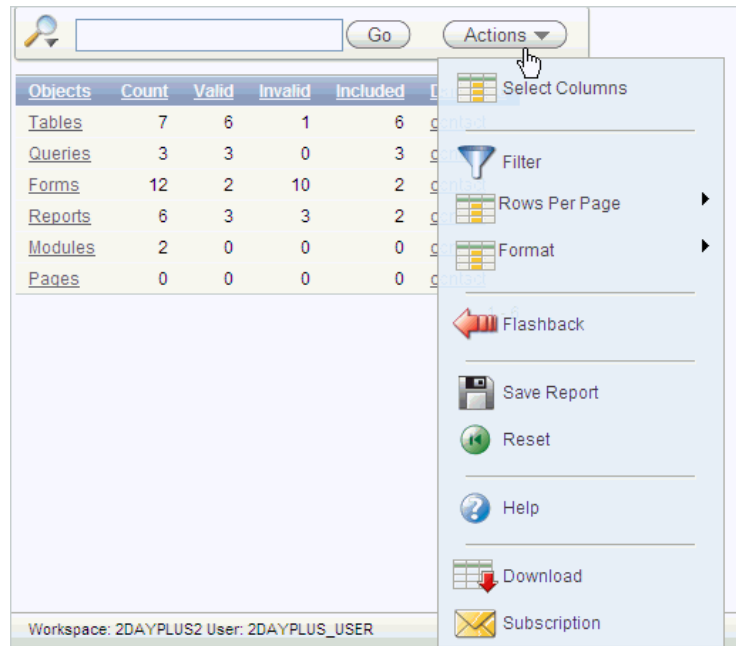 Go Actions
Objects Count Valid Invalid Included
Tables 7 6 1 6 contact
Queries 3 3 0 3
Forms 12 2 10 2
Reports 6 3 3 2
Modules 2 0 0 0
Pages 0 0 0 0 contact
Select Columns
Filter
Rows Per Page
Format
Flashback
Save Report
Reset
Help
Download
Subscription
Workspace: 2DAYPLUS2 User: 2DAYPLUS_USER